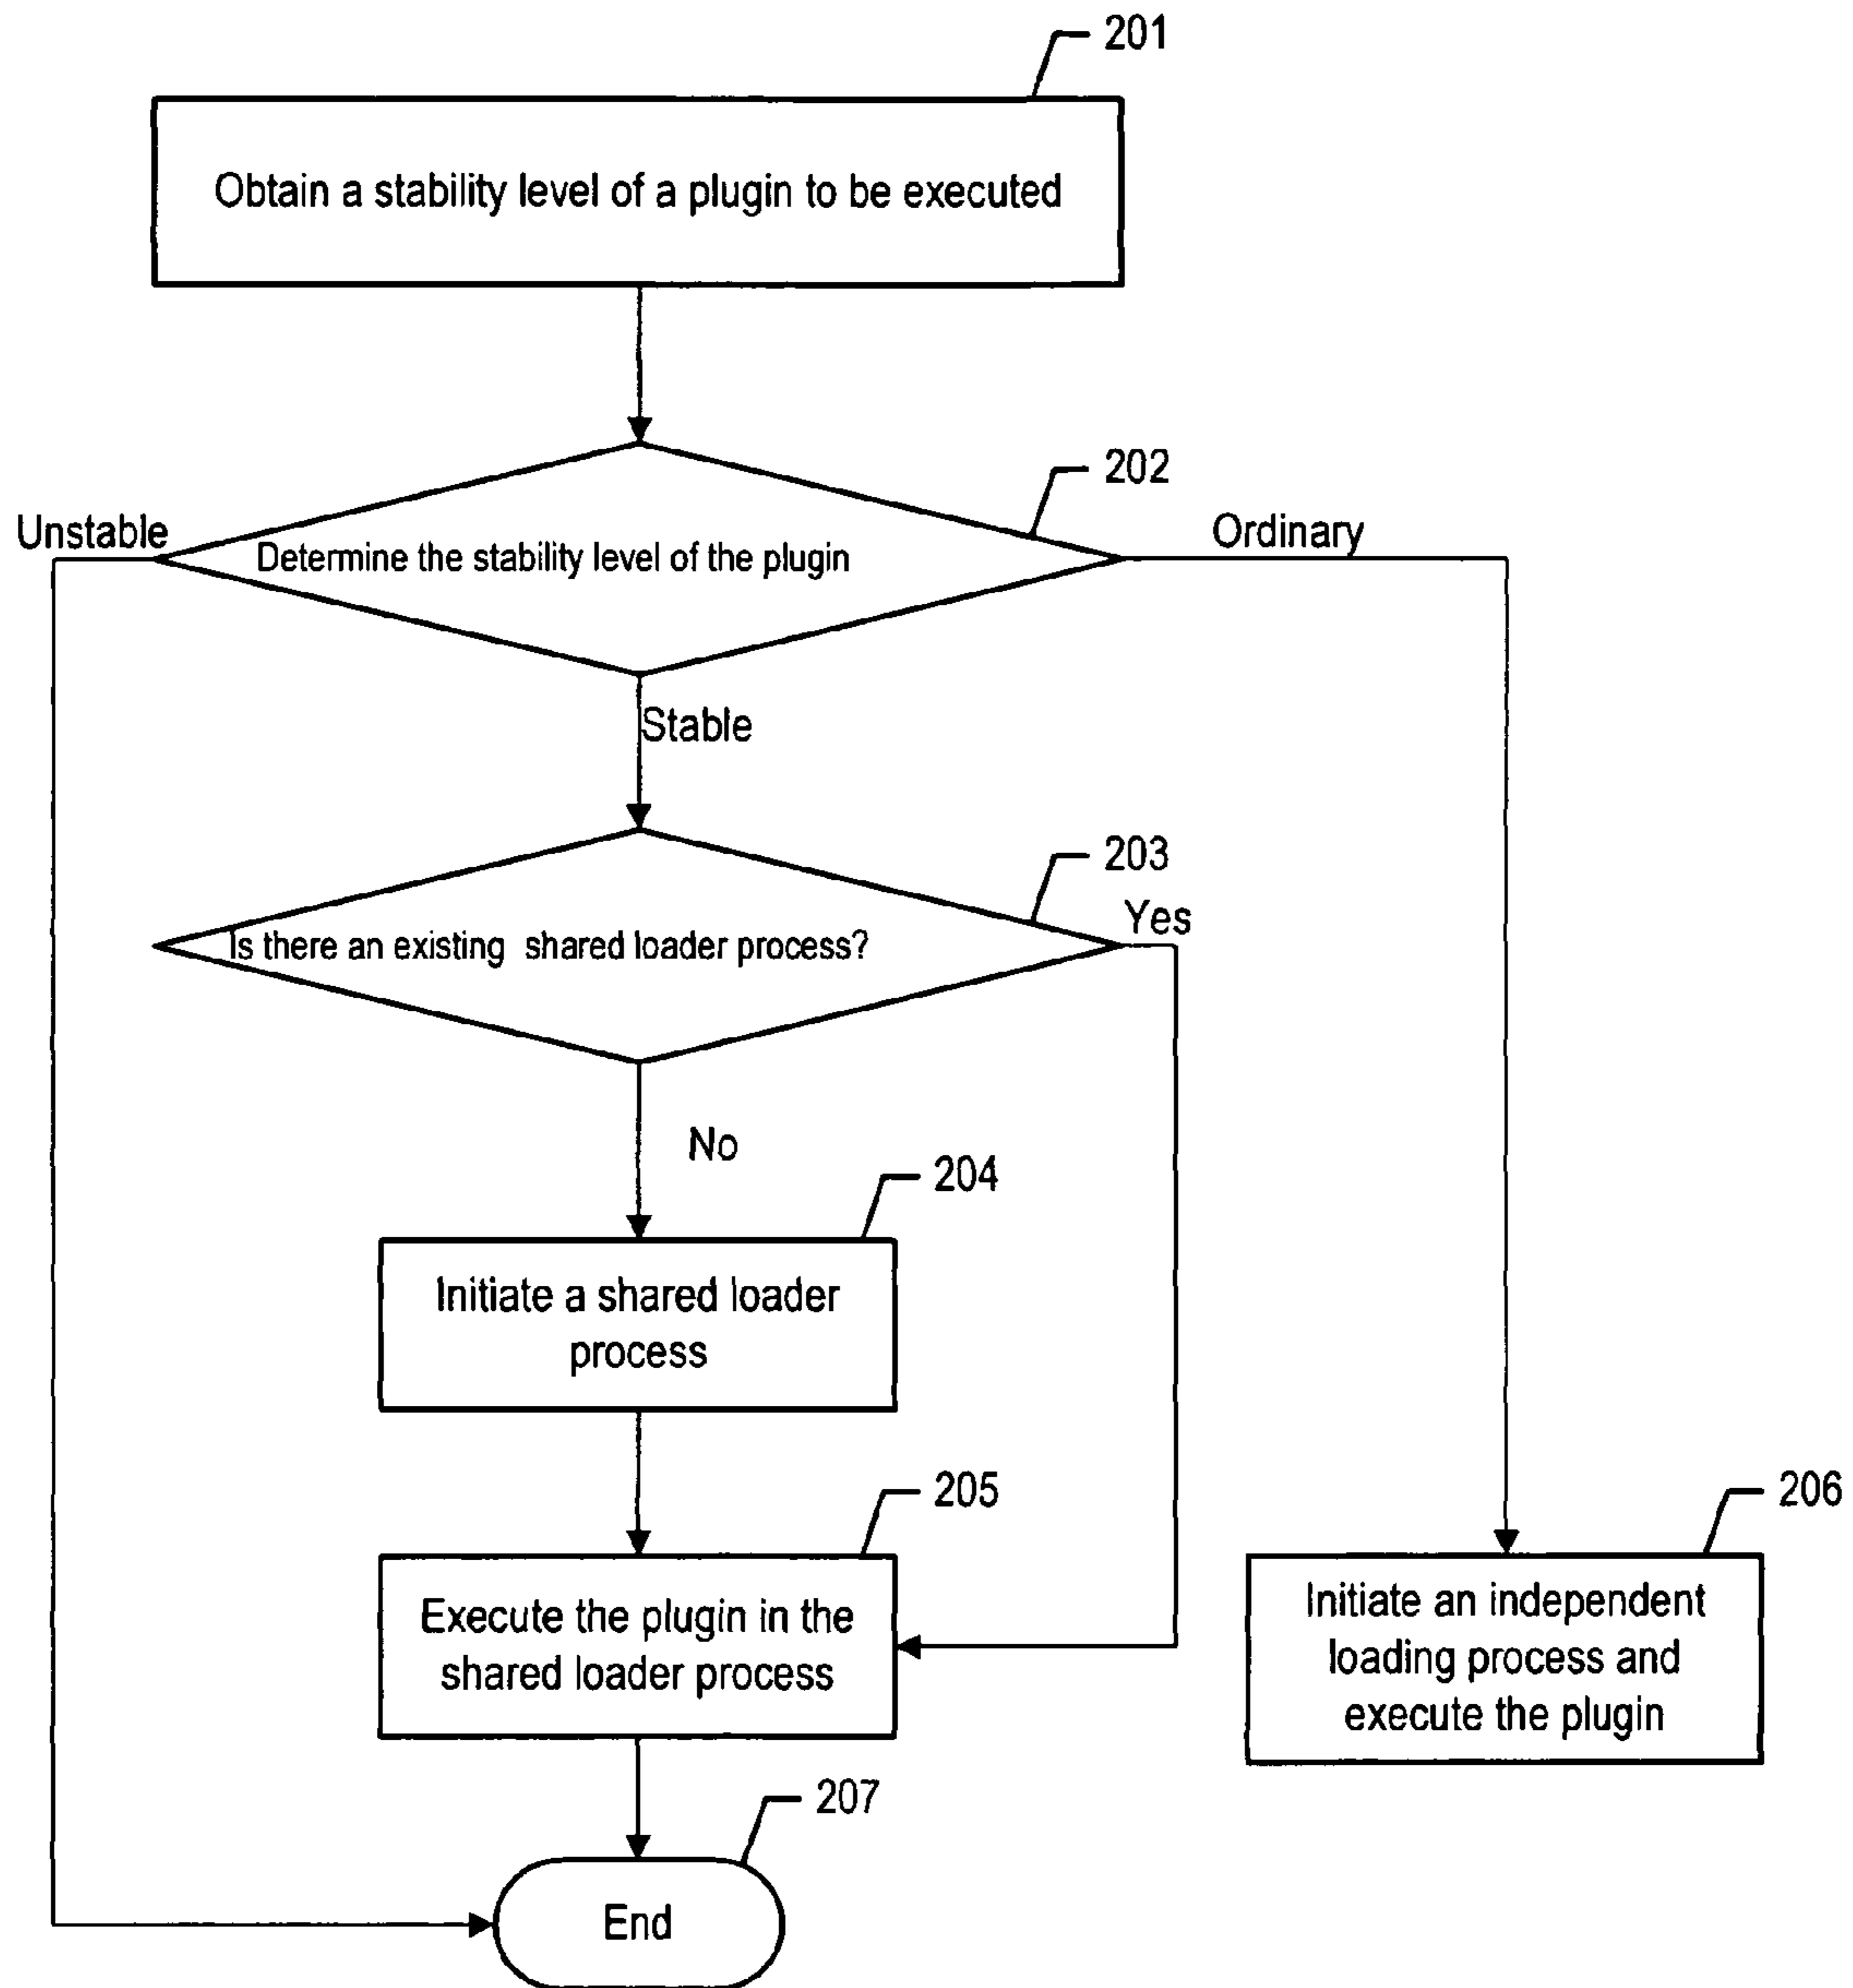 201
Obtain a stability level of a plugin to be executed
202
Unstable
Determine the stability level of the plugin
Ordinary
Stable
203
Yes
Is there an existing shared loader process?
No
204
Initiate a shared loader
process
205
Execute the plugin in the
shared loader process
206
Initiate an independent
loading process and
execute the plugin
207
End